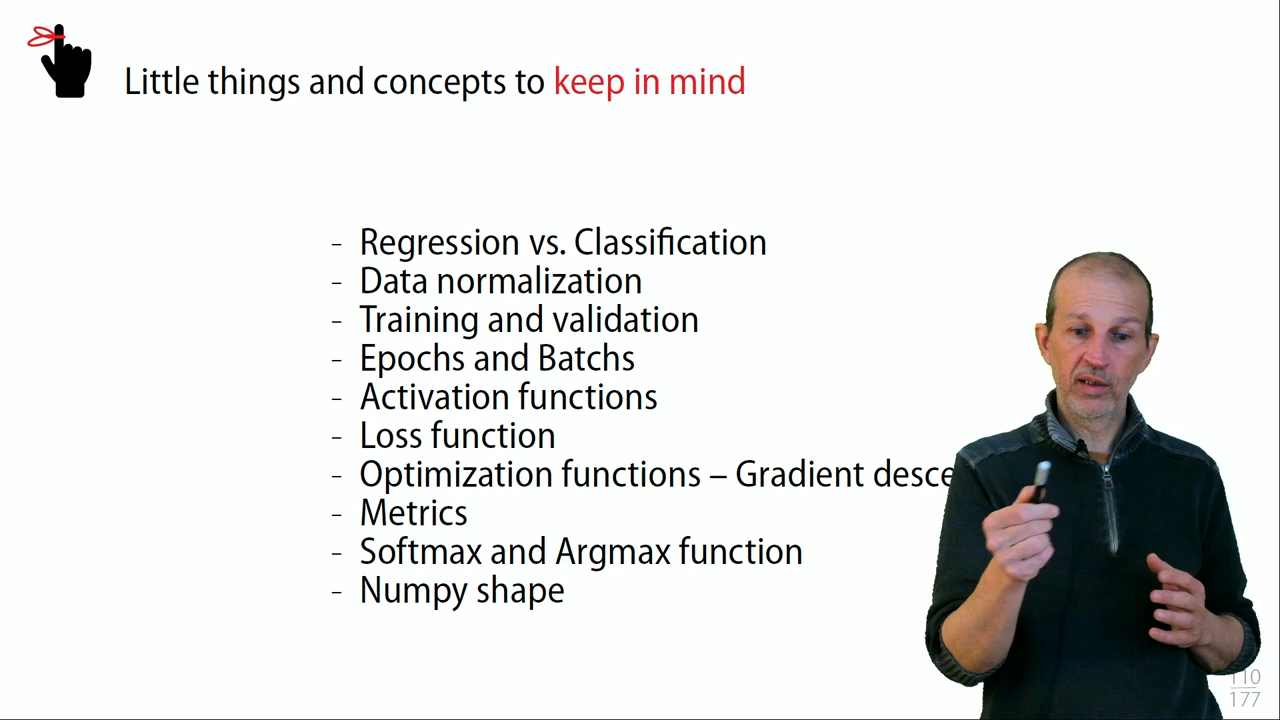 Little things and concepts to keep in mind
- Regression vs. Classification
- Data normalization
- Training and validation
- Epochs and Batchs
- Activation functions
- Loss function
- Optimization functions – Gradient desce
- Metrics
- Softmax and Argmax function
- Numpy shape
110
177